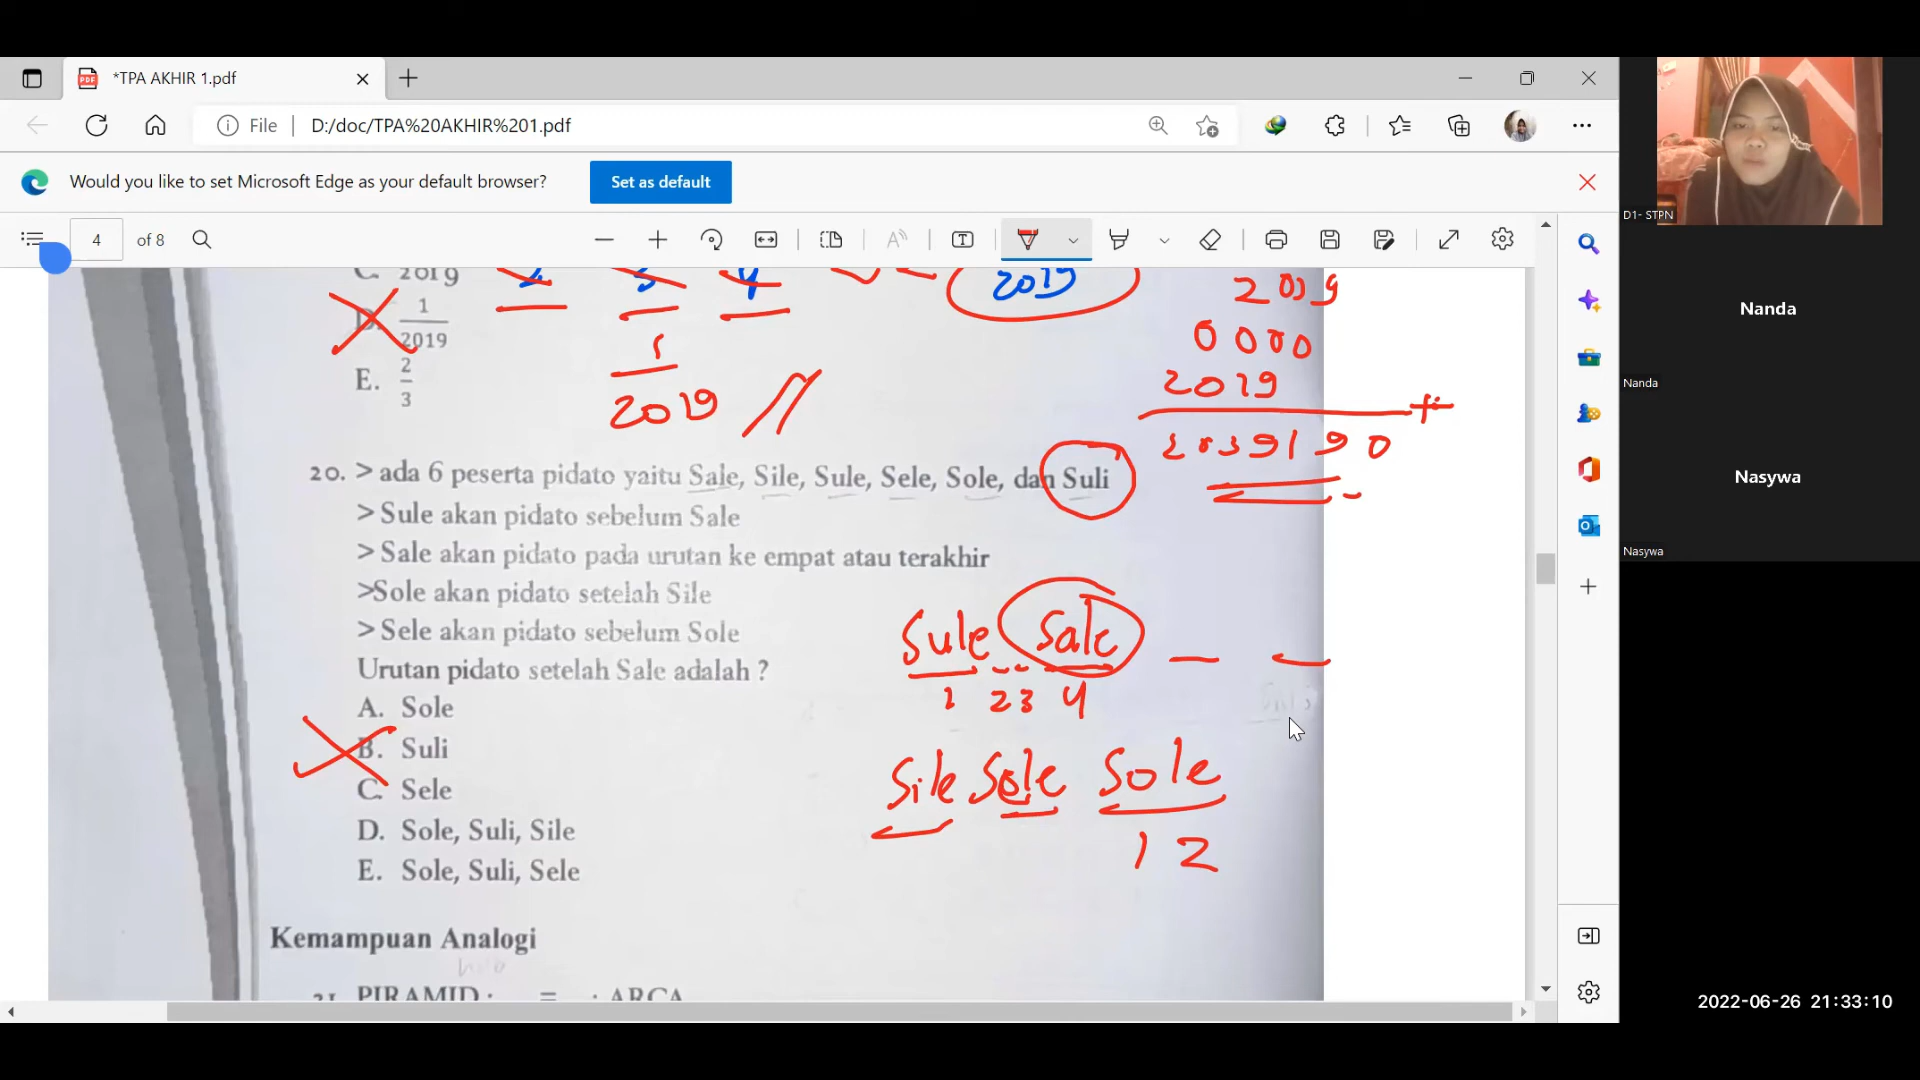 *TPA AKHIR 1.pdf
File
D:/doc/TPA%20AKHIR%201.pdf
Would you like to set Microsoft Edge as your default browser?
Set as default
4 of 8
C. 2019
D. 1
2019
E. 2
3
2019
1
2019
2019
0000
2019
+
20. > ada 6 peserta pidato yaitu Sale, Sile, Sule, Sele, Sole, dan Suli
> Sule akan pidato sebelum Sale
> Sale akan pidato pada urutan ke empat atau terakhir
>Sole akan pidato setelah Sile
> Sele akan pidato sebelum Sole
Urutan pidato setelah Sale adalah ?
A. Sole
B. Suli
C. Sele
D. Sole, Suli, Sile
E. Sole, Suli, Sele
Sule Sale
1 2 3 4
Sile Sole
1 2
Kemampuan Analogi
21. PIRAMID : = : ARCA
D1- STPN
Nanda
Nanda
Nasywa
Nasywa
2022-06-26 21:33:10